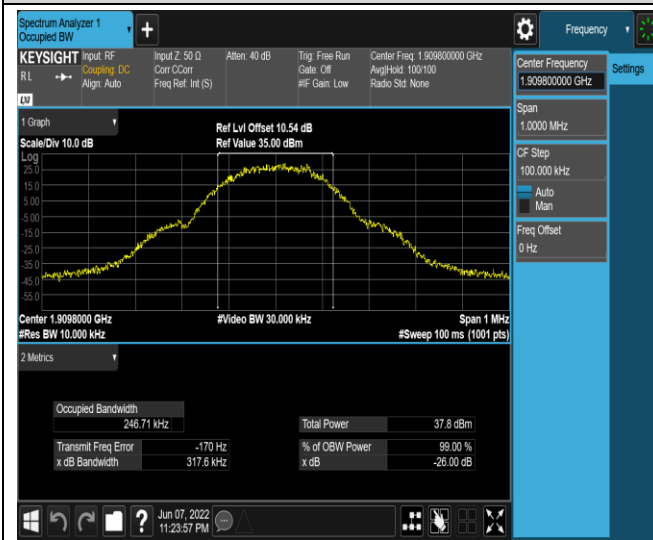 Spectrum Analyzer 1
Occupied BW
+
Frequency
KEYSIGHT
RL
LXI
Input: RF
Coupling: DC
Align: Auto
Input Z: 50 Ω
Corr CCorr
Freq Ref: Int (S)
Atten: 40 dB
Trig: Free Run
Gate: Off
#IF Gain: Low
Center Freq: 1.909800000 GHz
Avg|Hold: 100/100
Radio Std: None
Center Frequency
1.909800000 GHz
Settings
Span
1.0000 MHz
CF Step
100.000 kHz
Auto
Man
Freq Offset
0 Hz
1 Graph
Scale/Div 10.0 dB
Ref Lvl Offset 10.54 dB
Ref Value 35.00 dBm
Log
25.0
15.0
5.00
-5.00
-15.0
-25.0
-35.0
-45.0
-55.0
Center 1.9098000 GHz
#Video BW 30.000 kHz
Span 1 MHz
#Res BW 10.000 kHz
#Sweep 100 ms (1001 pts)
2 Metrics
Occupied Bandwidth
246.71 kHz
Total Power 37.8 dBm
Transmit Freq Error -170 Hz
% of OBW Power 99.00 %
x dB Bandwidth 317.6 kHz
x dB -26.00 dB
?
Jun 07, 2022
11:23:57 PM